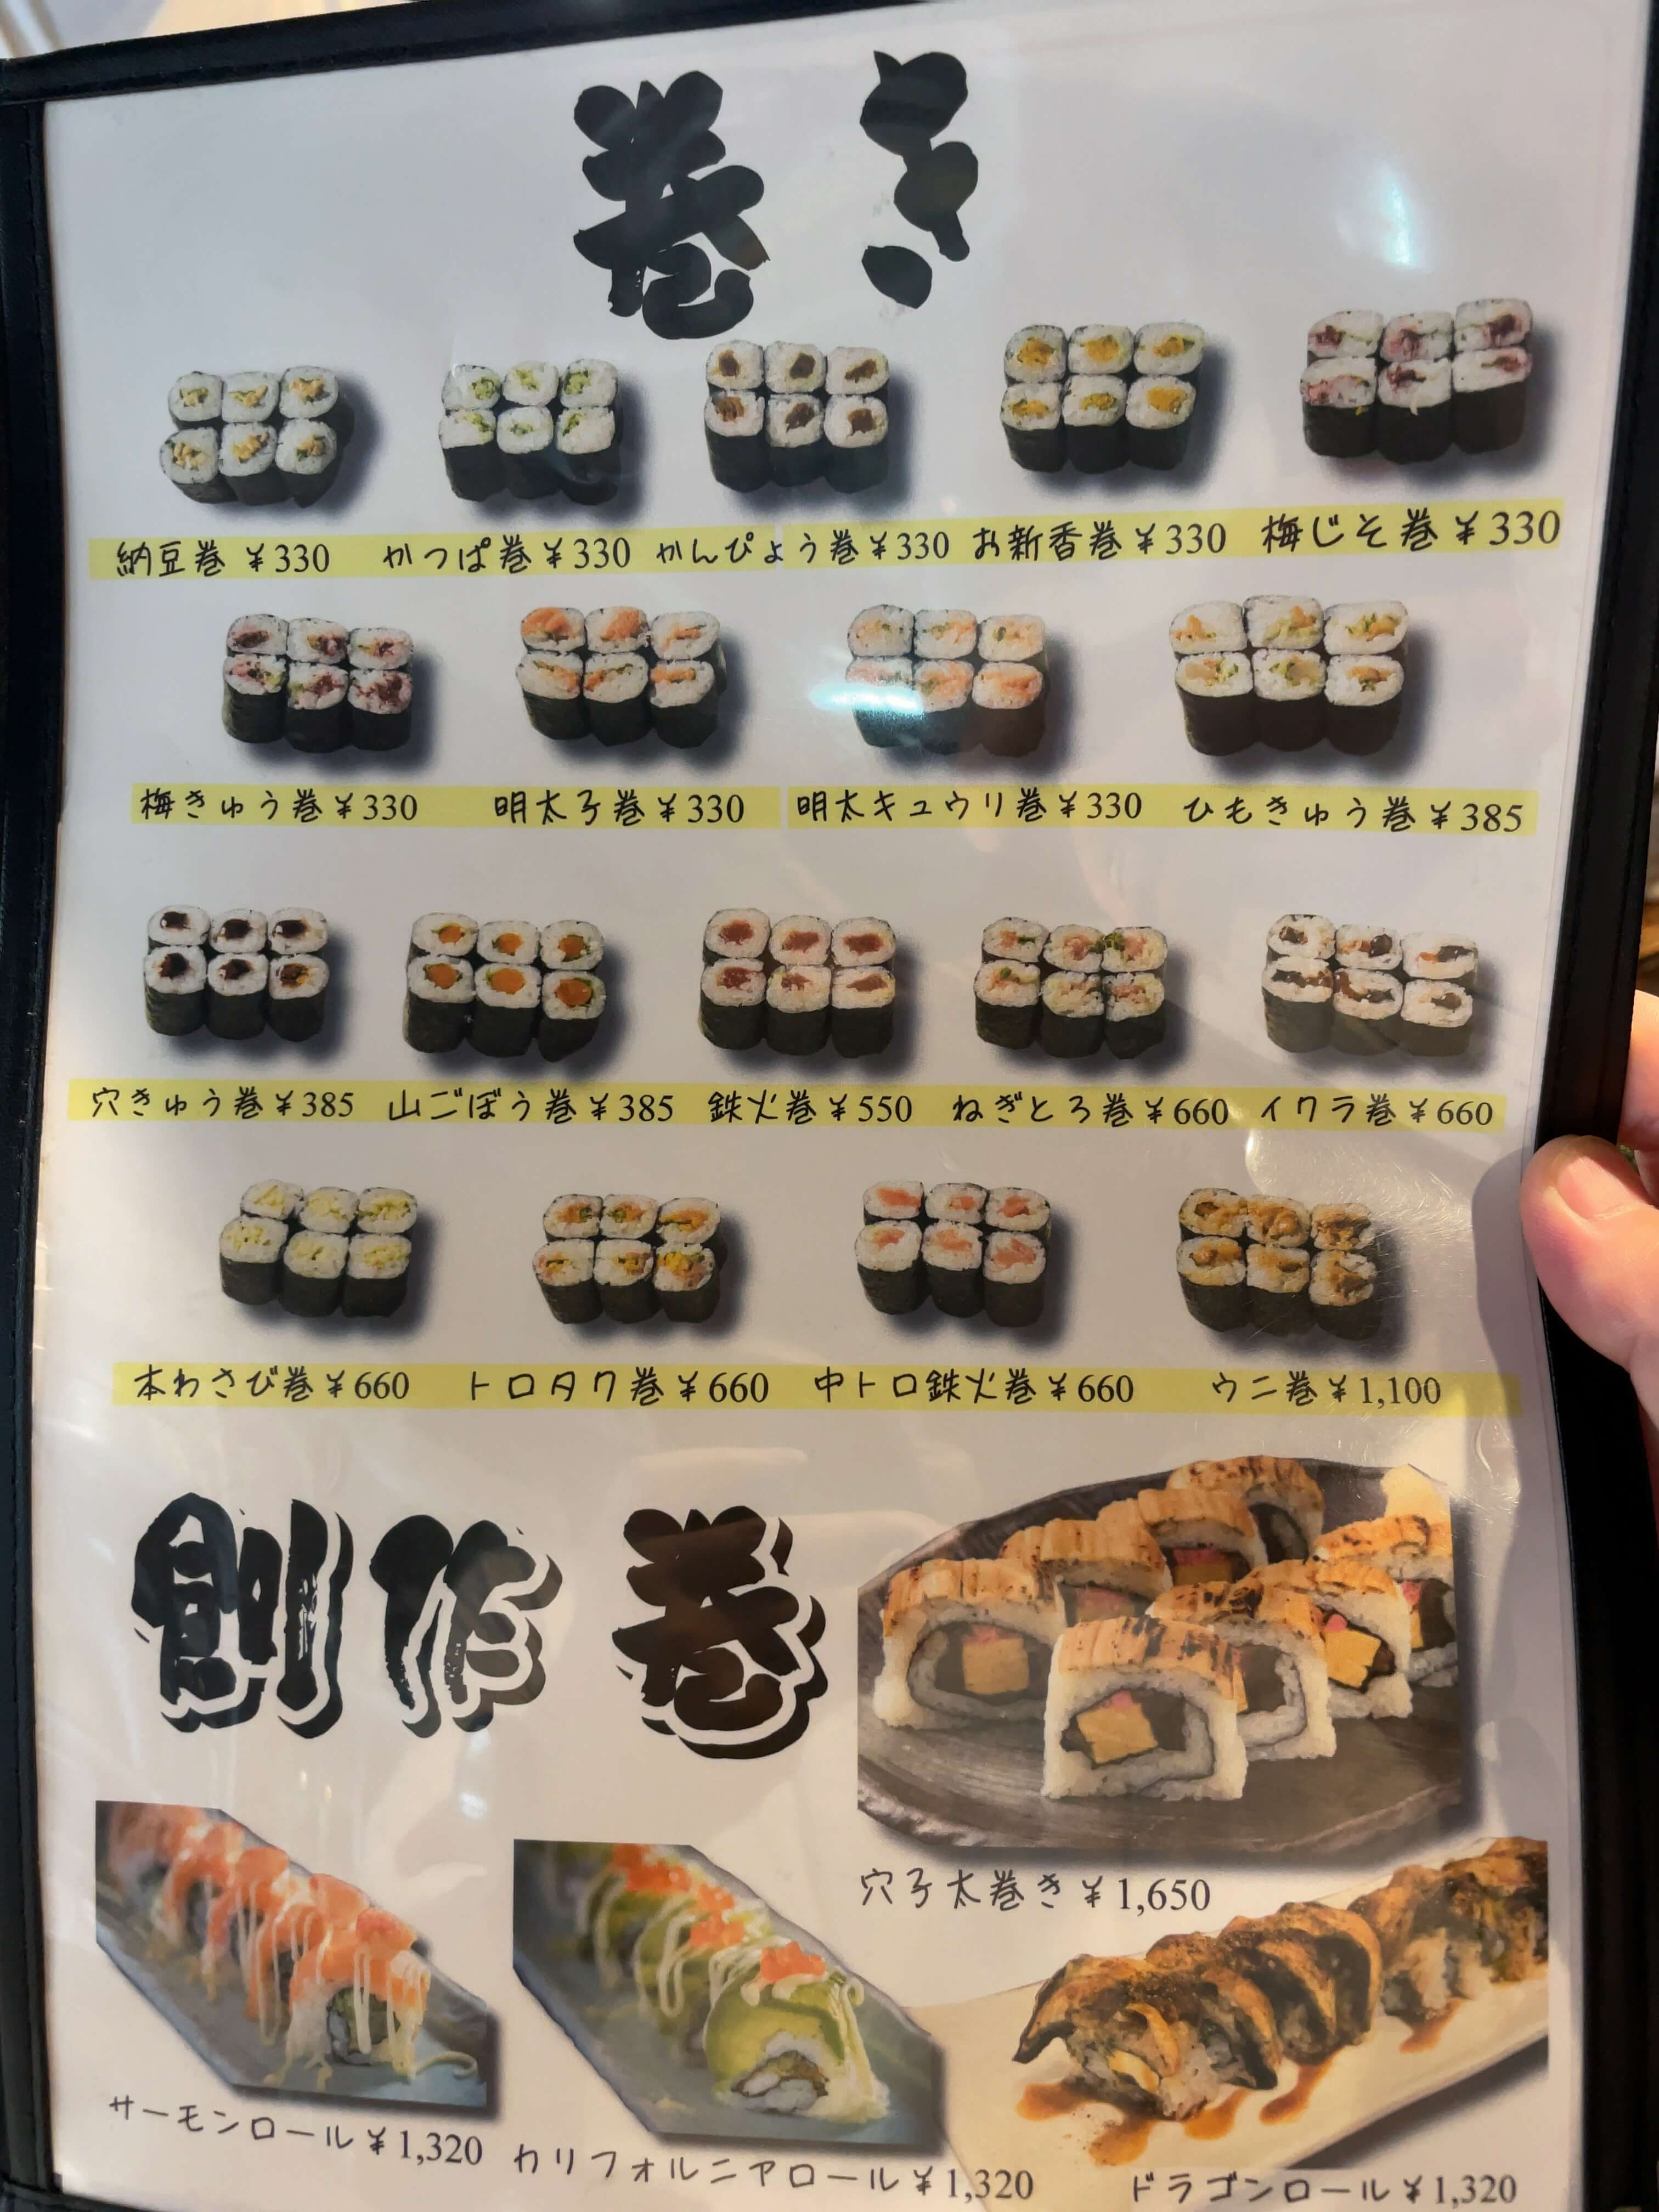 巻き
納豆巻 ¥330 かっぱ巻¥330 かんぴょう巻¥330 お新香巻¥330 梅じそ巻¥330
梅きゅう巻¥330 明太子巻¥330 明太キュウリ巻¥330 ひもきゅう巻¥385
穴きゅう巻¥385 山ごぼう巻¥385 鉄火巻¥550 ねぎとろ巻¥660 イクラ巻¥660
本わさび巻¥660 トロタク巻¥660 中トロ鉄火巻¥660 ウニ巻¥1,100
創作巻
穴子太巻き¥1,650
サーモンロール¥1,320 カリフォルニアロール¥1,320 ドラゴンロール¥1,320